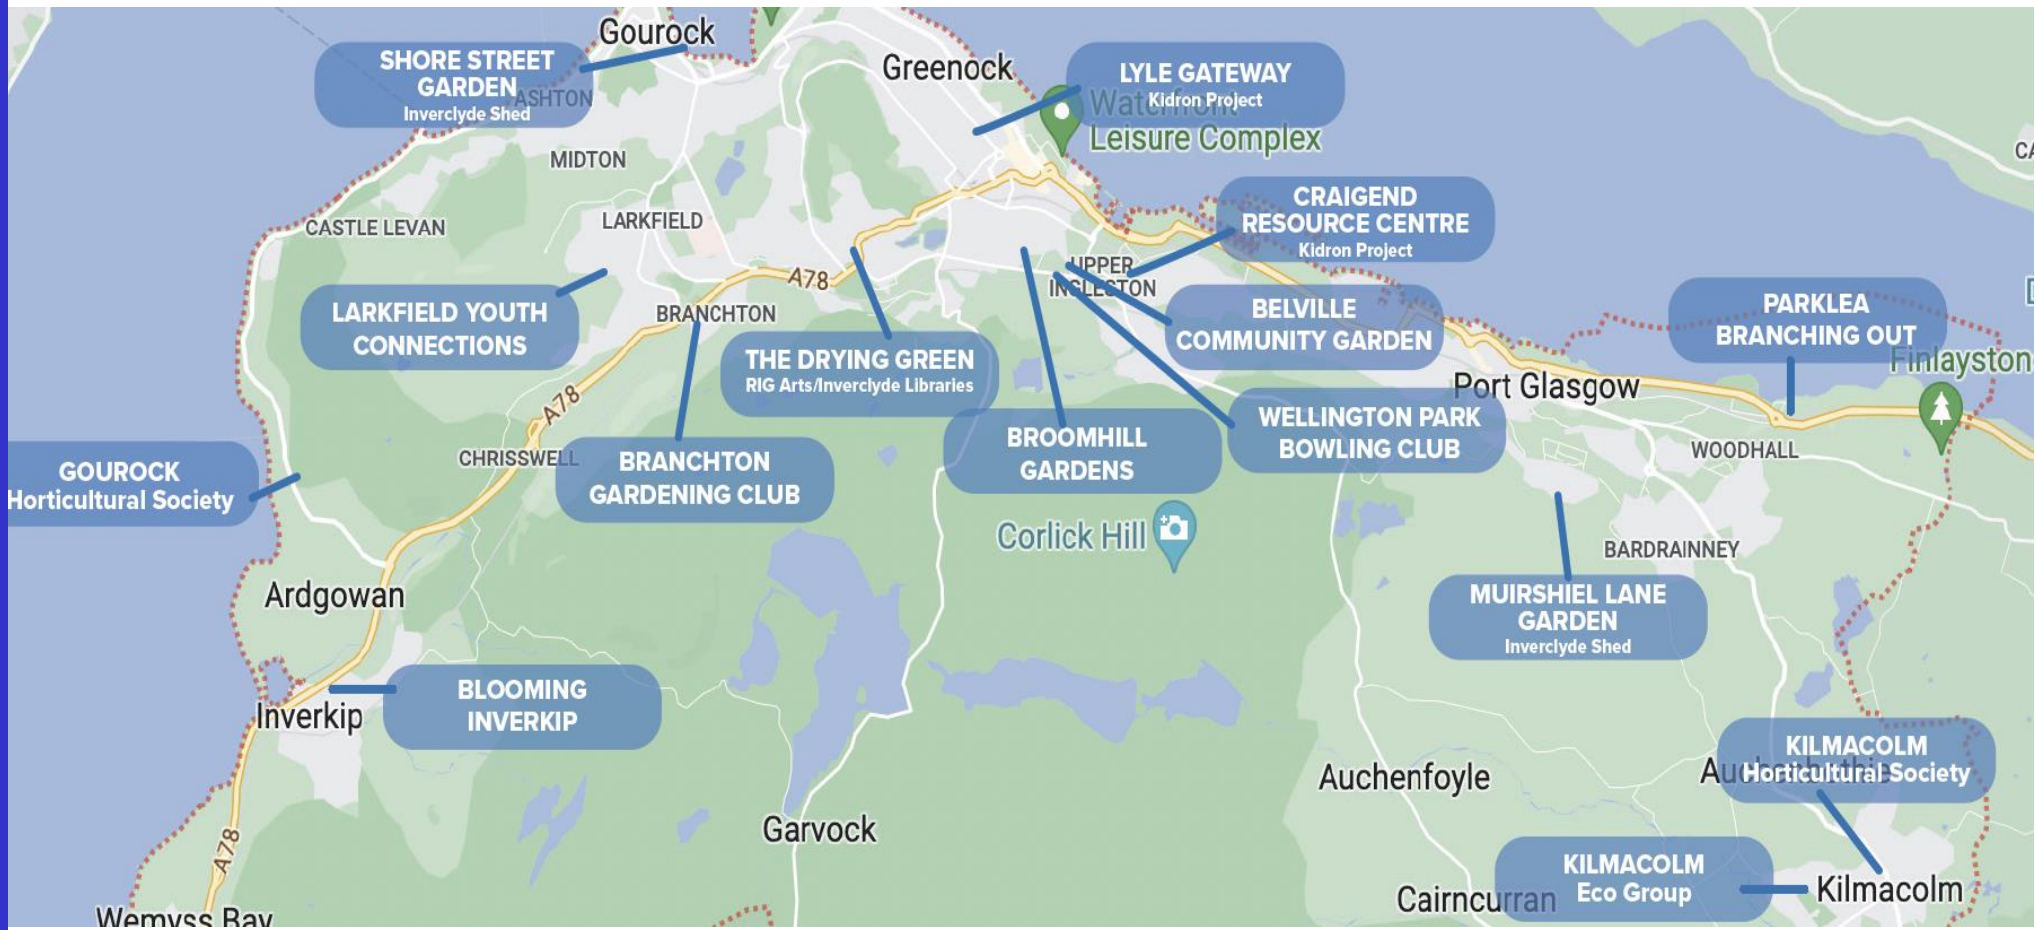 Gourock
SHORE STREET
GARDEN
Inverclyde Shed
ASHTON
Greenock
LYLE GATEWAY
Kidron Project
Waterfront
Leisure Complex
MIDTON
CASTLE LEVAN
LARKFIELD
CRAIGEND
RESOURCE CENTRE
Kidron Project
UPPER
INGLESTON
A78
LARKFIELD YOUTH
CONNECTIONS
BRANCHTON
THE DRYING GREEN
RIG Arts/Inverclyde Libraries
BELVILLE
COMMUNITY GARDEN
PARKLEA
BRANCHING OUT
Port Glasgow
A78
WELLINGTON PARK
BOWLING CLUB
BROOMHILL
GARDENS
WOODHALL
CHRISSWELL
BRANCHTON
GARDENING CLUB
GOUROCK
Horticultural Society
Corlick Hill
BARDRAINNEY
Ardgowan
MUIRSHIEL LANE
GARDEN
Inverclyde Shed
BLOOMING
INVERKIP
Inverkip
KILMACOLM
Horticultural Society
Auchenfoyle
Garvock
A78
KILMACOLM
Eco Group
Kilmacolm
Cairncurran
Wemyss Bay